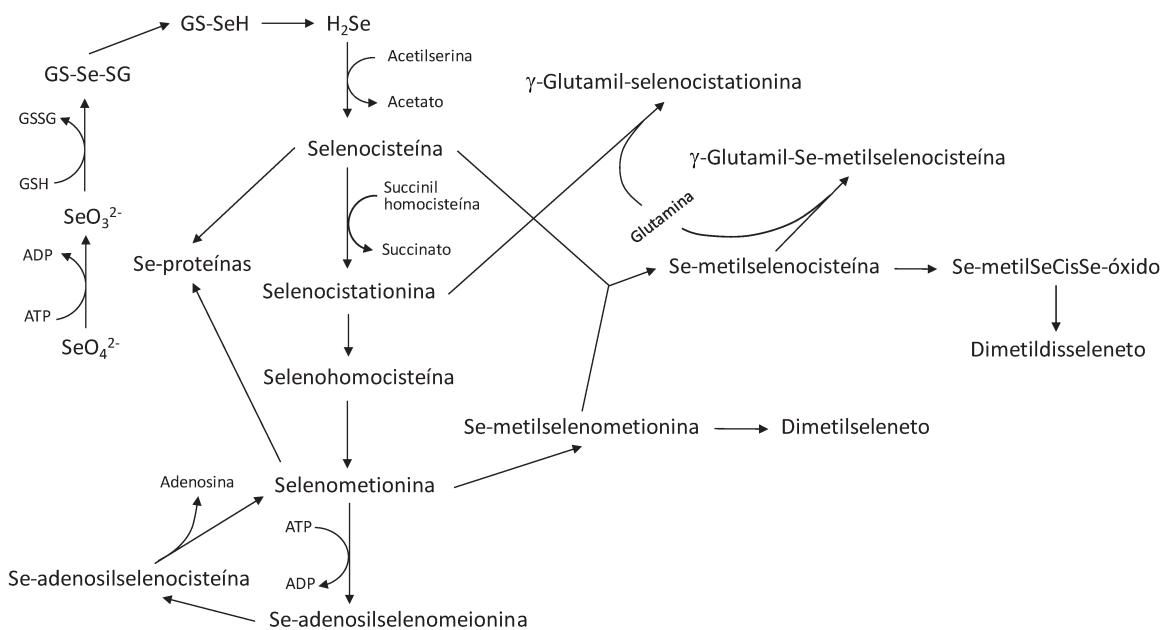 GS-SeH
H₂Se
GS-Se-SG
Acetilserina
γ-Glutamil-selenocistationina
Acetato
GSSG
Selenocisteína
γ-Glutamil-Se-metilselenocisteína
GSH
Succinil
homocisteína
Glutamina
SeO₃²⁻
Succinato
ADP
Se-proteínas
Se-metilselenocisteína
Se-metilSeCisSe-óxido
Selenocistationina
ATP
SeO₄²⁻
Dimetildisseleneto
Selenohomocisteína
Se-metilselenometionina
Dimetilseleneto
Adenosina
Selenometionina
ATP
Se-adenosilselenocisteína
ADP
Se-adenosilselenomeionina